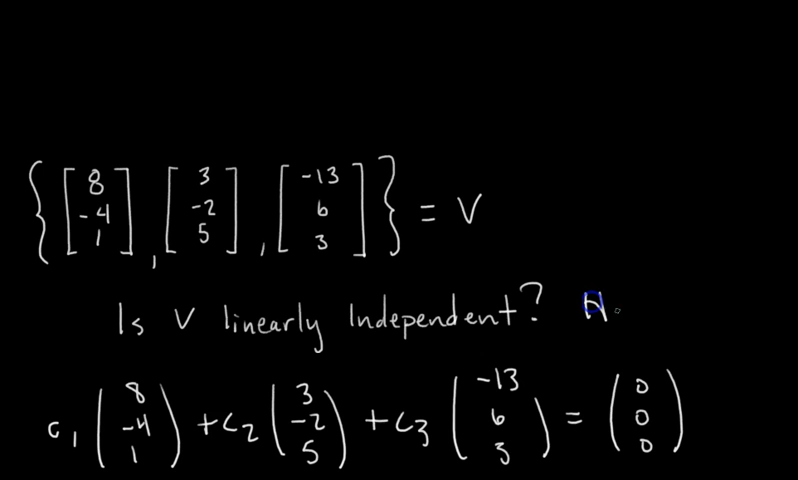 {[8 -4 1], [3 -2 5], [-13 6 3]} = V
Is V linearly Independent?
c1 (8 -4 1) + c2 (3 -2 5) + c3 (-13 6 3) = (0 0 0)